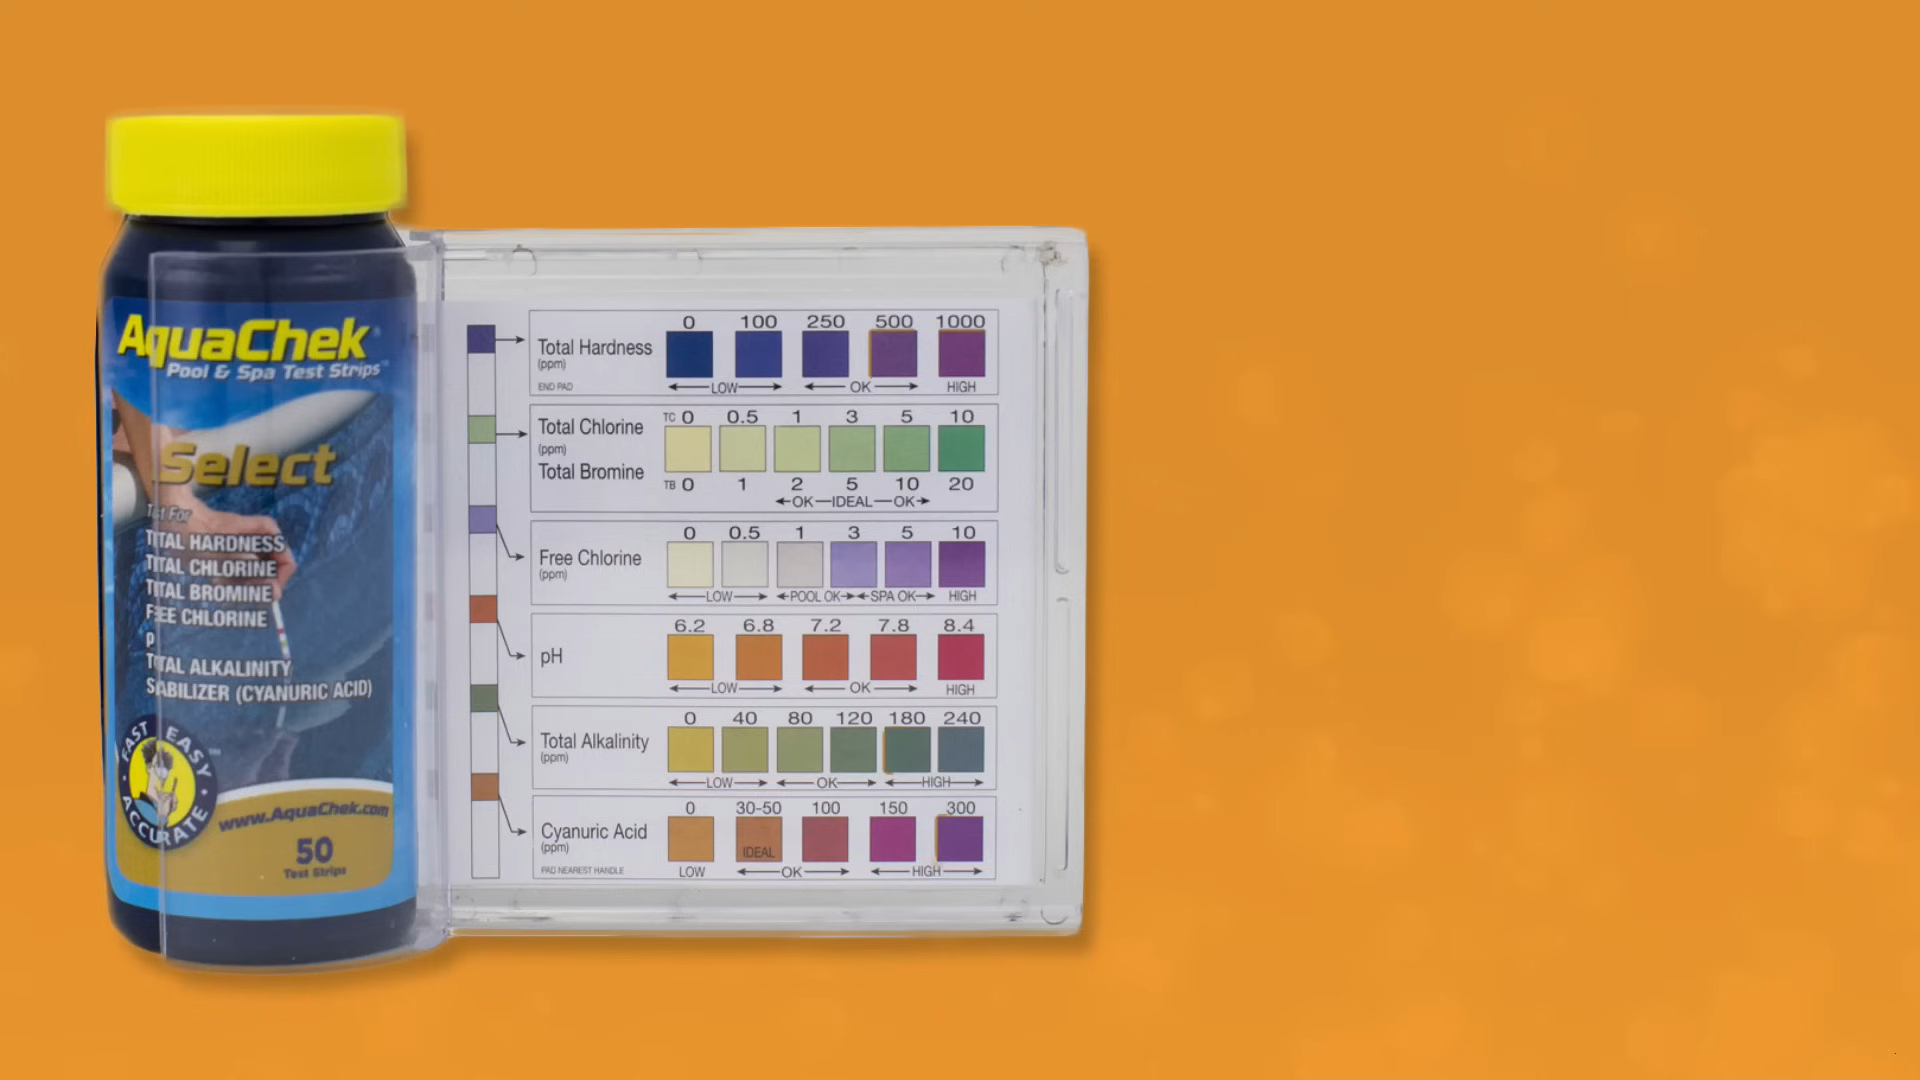 AquaChek
Pool & Spa Test Strips™
Select
Test For
TOTAL HARDNESS
TOTAL CHLORINE
TOTAL BROMINE
FREE CHLORINE
p
TOTAL ALKALINITY
SABILIZER (CYANURIC ACID)
FAST EASY ACCURATE ™
www.AquaChek.com
50
Test Strips
Total Hardness
(ppm)
END PAD
0 100 250 500 1000
LOW OK HIGH
Total Chlorine
(ppm)
Total Bromine
TC 0 0.5 1 3 5 10
TB 0 1 2 5 10 20
OK IDEAL OK
Free Chlorine
(ppm)
0 0.5 1 3 5 10
LOW POOL OK SPA OK HIGH
pH
6.2 6.8 7.2 7.8 8.4
LOW OK HIGH
Total Alkalinity
(ppm)
0 40 80 120 180 240
LOW OK HIGH
Cyanuric Acid
(ppm)
PAD NEAREST HANDLE
0 30-50 100 150 300
IDEAL
LOW OK HIGH